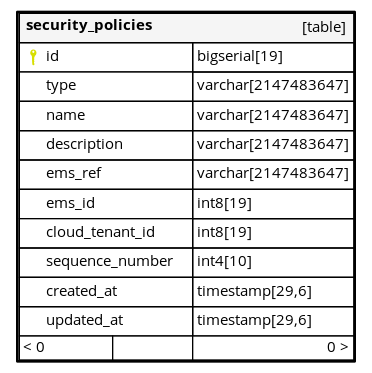 security_policies [table]
id bigserial[19]
type varchar[2147483647]
name varchar[2147483647]
description varchar[2147483647]
ems_ref varchar[2147483647]
ems_id int8[19]
cloud_tenant_id int8[19]
sequence_number int4[10]
created_at timestamp[29,6]
updated_at timestamp[29,6]
< 0 0 >